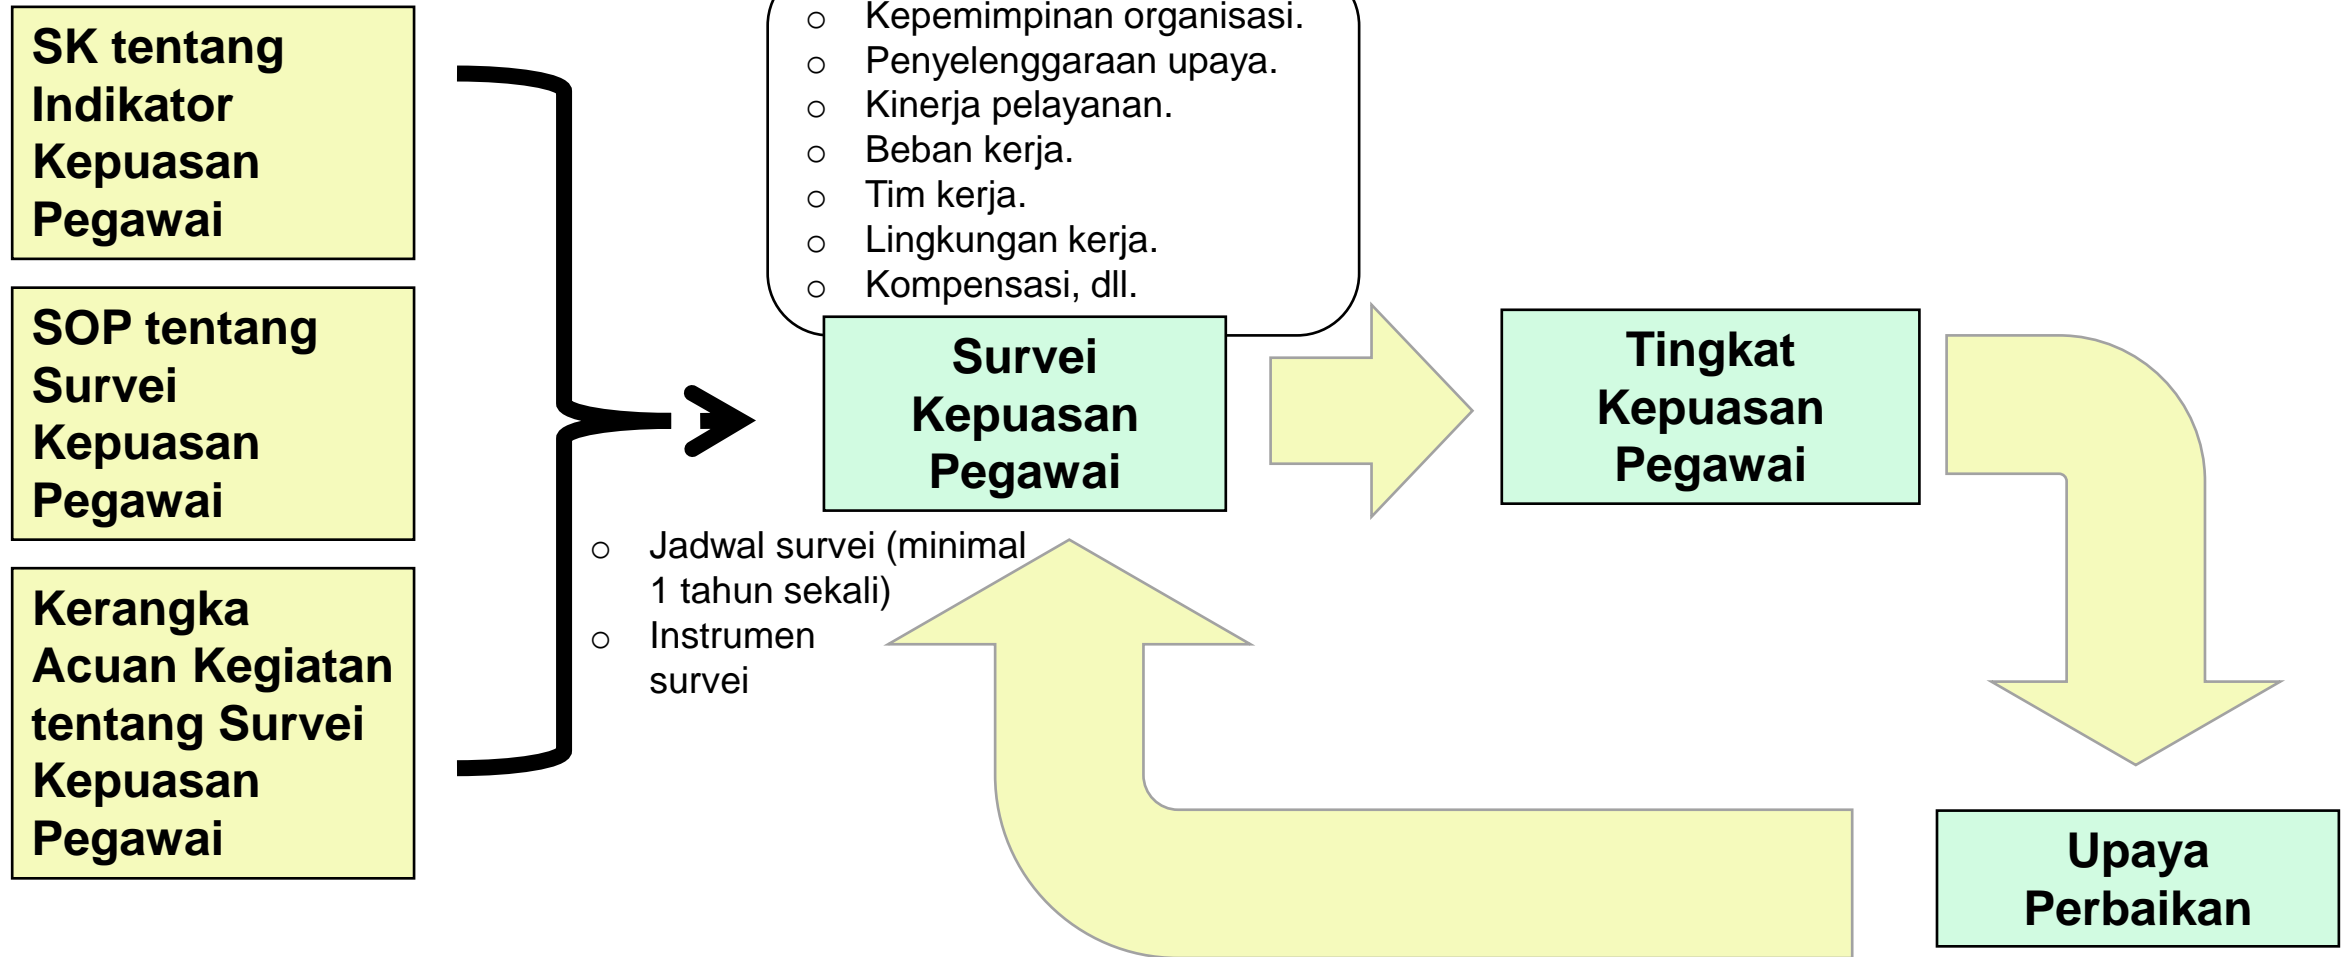 SK tentang
Indikator
Kepuasan
Pegawai
SOP tentang
Survei
Kepuasan
Pegawai
Kerangka
Acuan Kegiatan
tentang Survei
Kepuasan
Pegawai
o Kepemimpinan organisasi.
o Penyelenggaraan upaya.
o Kinerja pelayanan.
o Beban kerja.
o Tim kerja.
o Lingkungan kerja.
o Kompensasi, dll.
Survei
Kepuasan
Pegawai
o Jadwal survei (minimal
1 tahun sekali)
o Instrumen
survei
Tingkat
Kepuasan
Pegawai
Upaya
Perbaikan